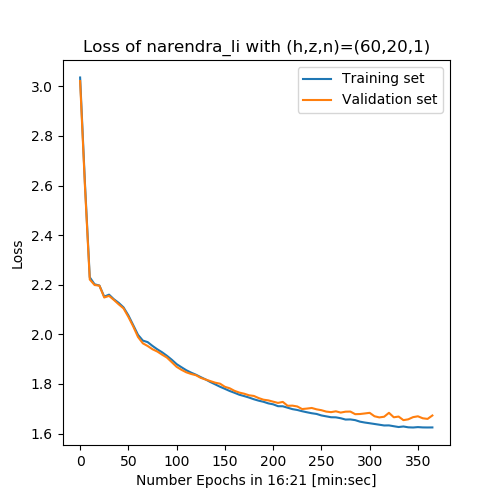 Loss of narendra_li with (h,z,n)=(60,20,1)
Training set
Validation set
3.0
2.8
2.6
2.4
2.2
2.0
1.8
1.6
Loss
0 50 100 150 200 250 300 350
Number Epochs in 16:21 [min:sec]